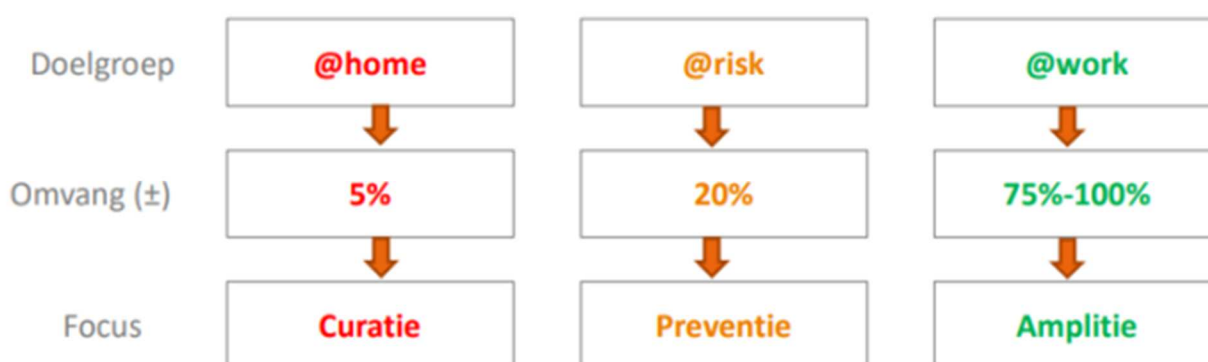 Doelgroep @home @risk @work
Omvang (±) 5% 20% 75%-100%
Focus Curatie Preventie Amplitie